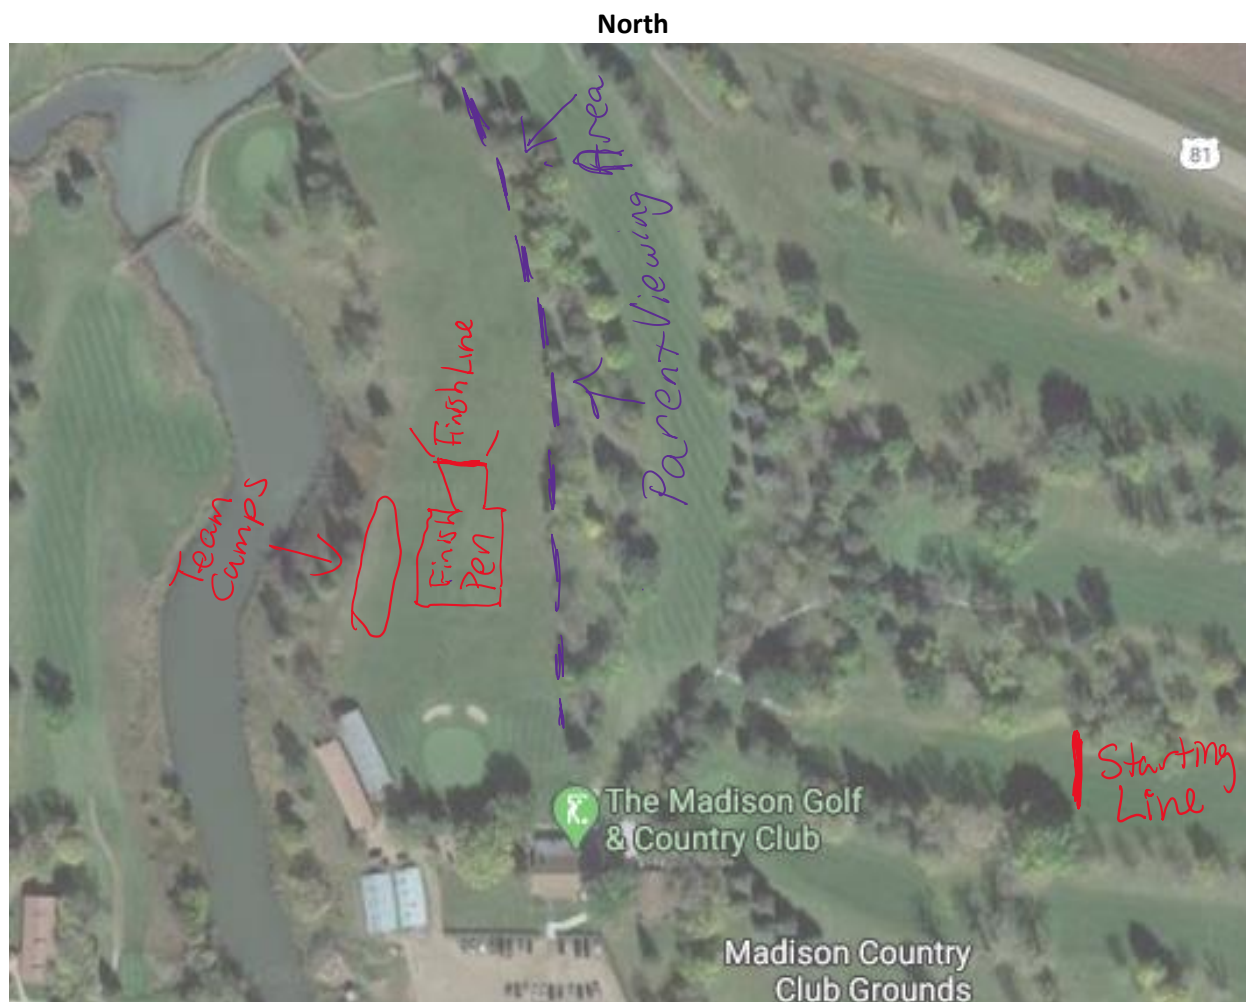 North
81
Area
Parent Viewing
Finish Line
Team
Camps
Finish
Pen
Starting
Line
K.
The Madison Golf
& Country Club
Madison Country
Club Grounds